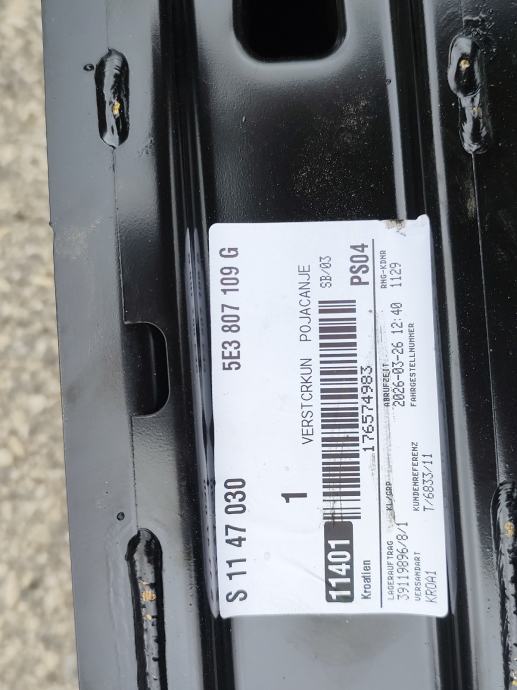 S 11 47 030
5E3 807 109 G
1
VERSTCRKUN POJACANJE
SB/03
11401
176574983
PS04
Kroatien
LAGERAUFTRAG
KL/GRP
ABRUFZEIT
RNG-KDNR
39119896/8/1
2026-03-26 12:40
1129
VERSANDART
KUNDENREFERENZ
FAHRGESTELLNUMMER
KROA1
T/6833/11